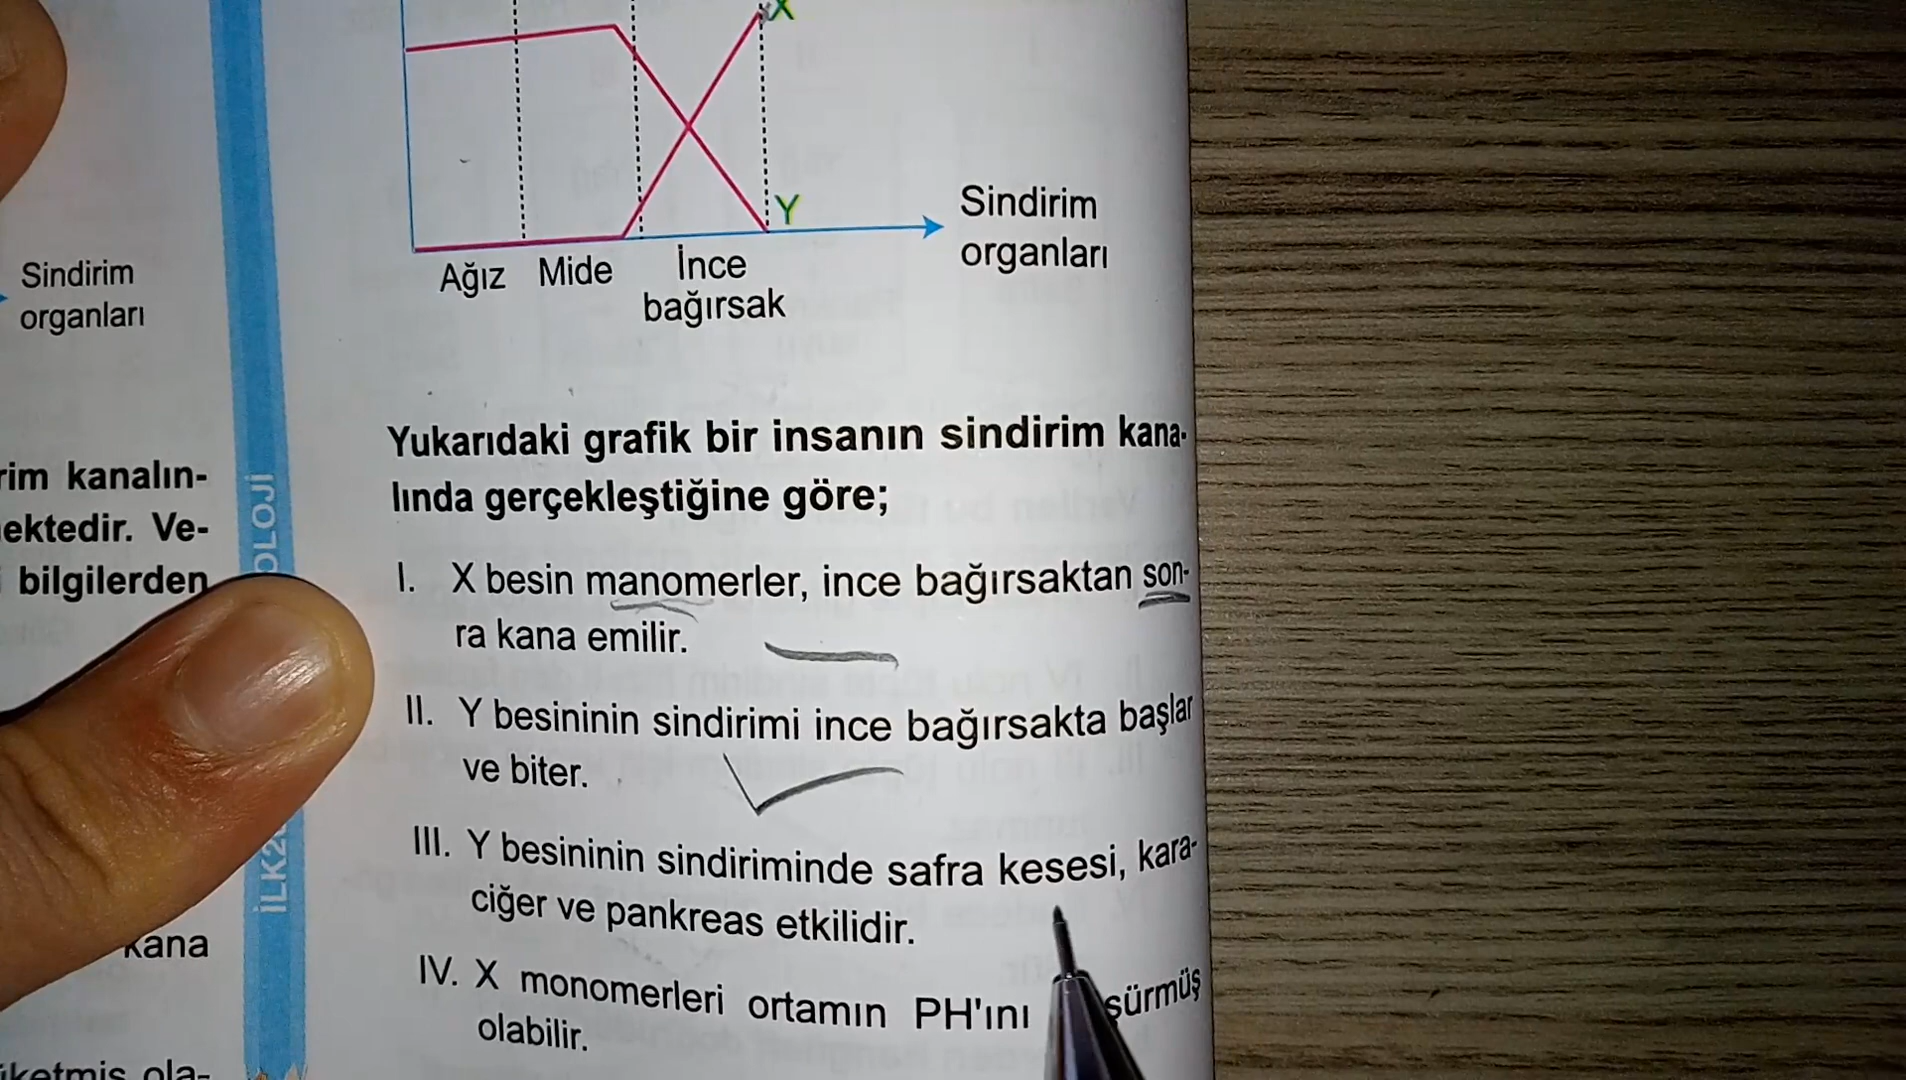 X
Y
Sindirim
organları
Ağız Mide İnce
bağırsak
Sindirim
organları
Yukarıdaki grafik bir insanın sindirim kana-
lında gerçekleştiğine göre;
I. X besin manomerler, ince bağırsaktan son-
ra kana emilir.
II. Y besininin sindirimi ince bağırsakta başlar
ve biter.
III. Y besininin sindiriminde safra kesesi, kara-
ciğer ve pankreas etkilidir.
IV. X monomerleri ortamın PH'ını şürmüş
olabilir.
rim kanalın-
ektedir. Ve-
bilgilerden
kana
ketmiş ola-
OLOJİ
İLK2